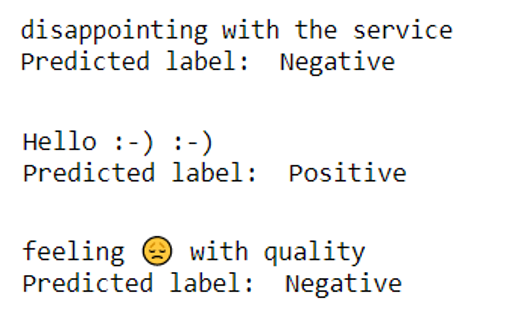 disappointing with the service
Predicted label:  Negative
Hello :-) :-)
Predicted label:  Positive
feeling 😞 with quality
Predicted label:  Negative